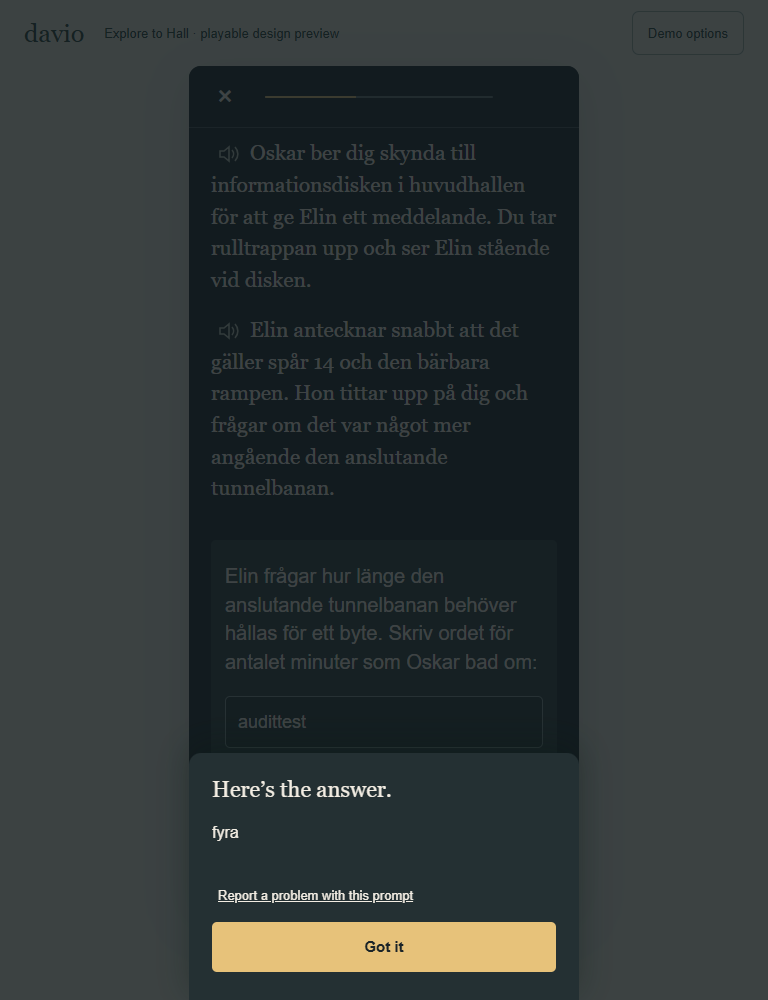 davio
Explore to Hall · playable design preview
Demo options
×
Oskar ber dig skynda till
informationsdisken i huvudhallen
för att ge Elin ett meddelande. Du tar
rulltrappan upp och ser Elin stående
vid disken.
Elin antecknar snabbt att det
gäller spår 14 och den bärbara
rampen. Hon tittar upp på dig och
frågar om det var något mer
angående den anslutande
tunnelbanan.
Elin frågar hur länge den
anslutande tunnelbanan behöver
hållas för ett byte. Skriv ordet för
antalet minuter som Oskar bad om:
audittest
Here’s the answer.
fyra
Report a problem with this prompt
Got it